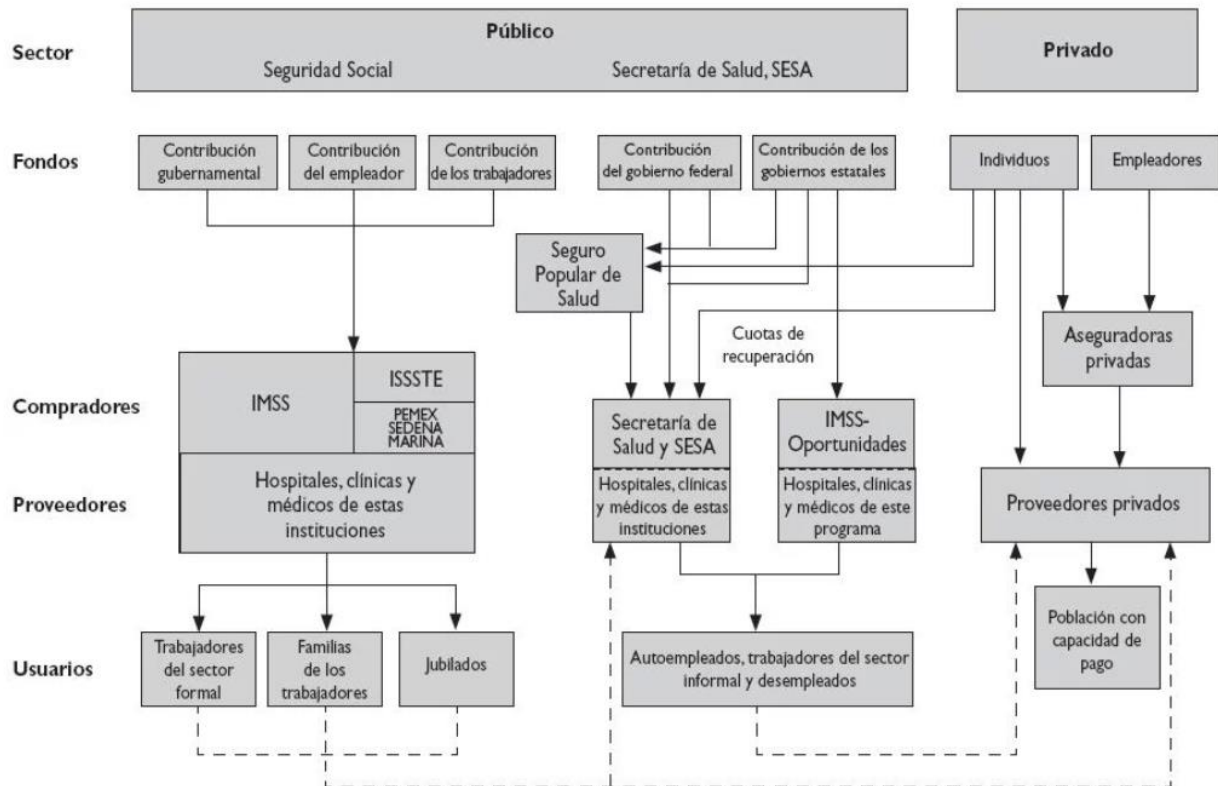 Sector
Público
Seguridad Social
Secretaría de Salud, SESA
Privado
Fondos
Contribución
gubernamental
Contribución
del empleador
Contribución
de los trabajadores
Contribución
del gobierno federal
Contribución de los
gobiernos estatales
Individuos
Empleadores
Seguro
Popular de
Salud
Cuotas de
recuperación
Aseguradoras
privadas
Compradores
IMSS
ISSSTE
PEMEX
SEDENA
MARINA
Secretaría de
Salud y SESA
IMSS-
Oportunidades
Proveedores
Hospitales, clínicas y
médicos de estas
instituciones
Hospitales, clínicas
y médicos de estas
instituciones
Hospitales, clínicas
y médicos de este
programa
Proveedores privados
Usuarios
Trabajadores
del sector
formal
Familias
de los
trabajadores
Jubilados
Autoempleados, trabajadores del sector
informal y desempleados
Población con
capacidad de
pago